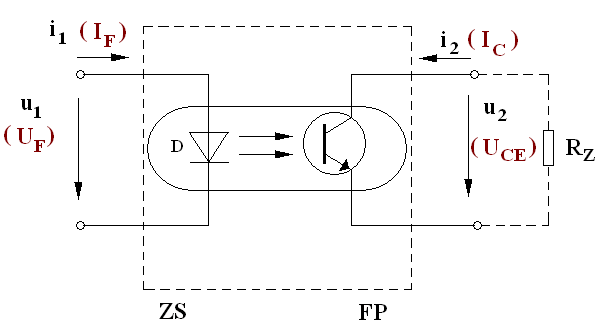 i1 (IF)
i2 (IC)
u1
(UF)
D
u2
(UCE)
RZ
ZS
FP